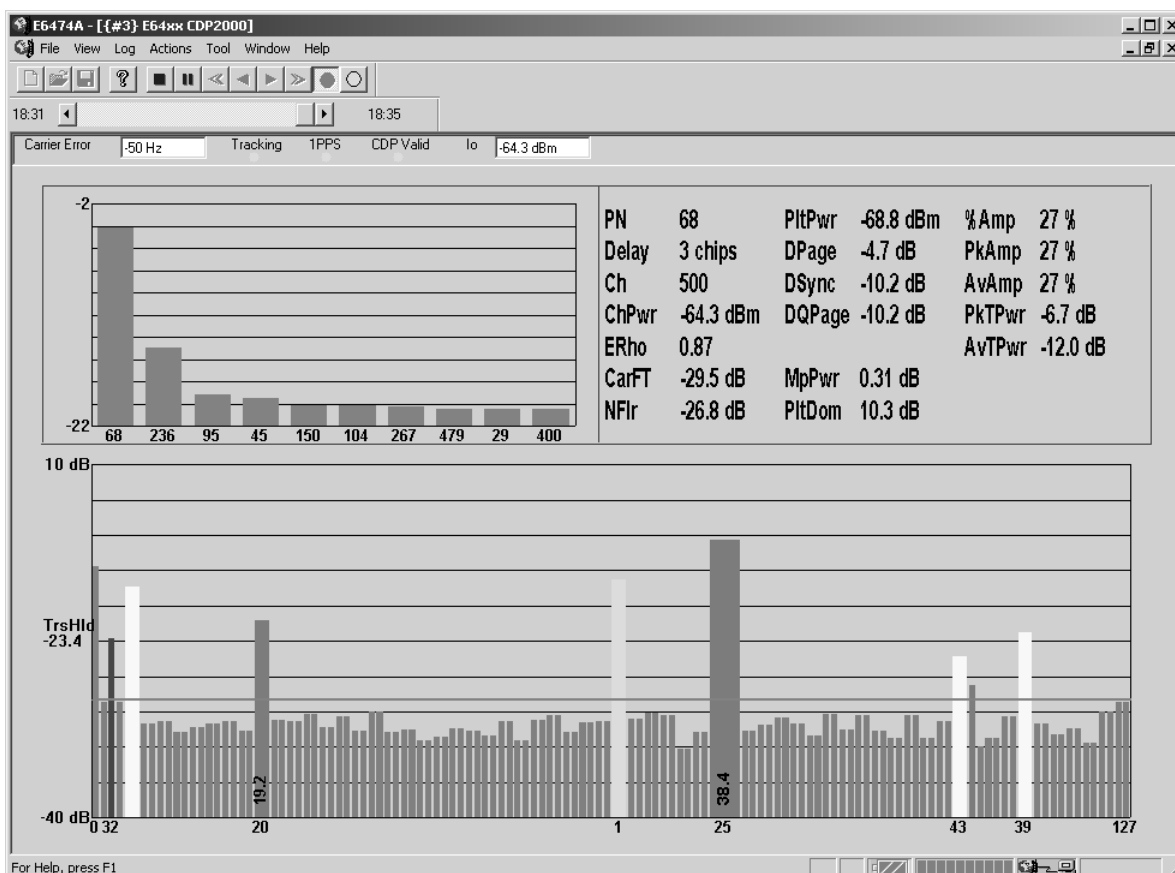 E6474A - [{#3} E64xx CDP2000]
File View Log Actions Tool Window Help
18:31 18:35
Carrier Error -50 Hz Tracking 1PPS CDP Valid Io -64.3 dBm
-2
-22
68 236 95 45 150 104 267 479 29 400
PN 68 PltPwr -68.8 dBm %Amp 27 %
Delay 3 chips DPage -4.7 dB PkAmp 27 %
Ch 500 DSync -10.2 dB AvAmp 27 %
ChPwr -64.3 dBm DQPage -10.2 dB PkTPwr -6.7 dB
ERho 0.87 AvTPwr -12.0 dB
CarFT -29.5 dB MpPwr 0.31 dB
NFlr -26.8 dB PltDom 10.3 dB
10 dB
TrsHld
-23.4
19.2
38.4
-40 dB
0 32 20 1 25 43 39 127
For Help, press F1